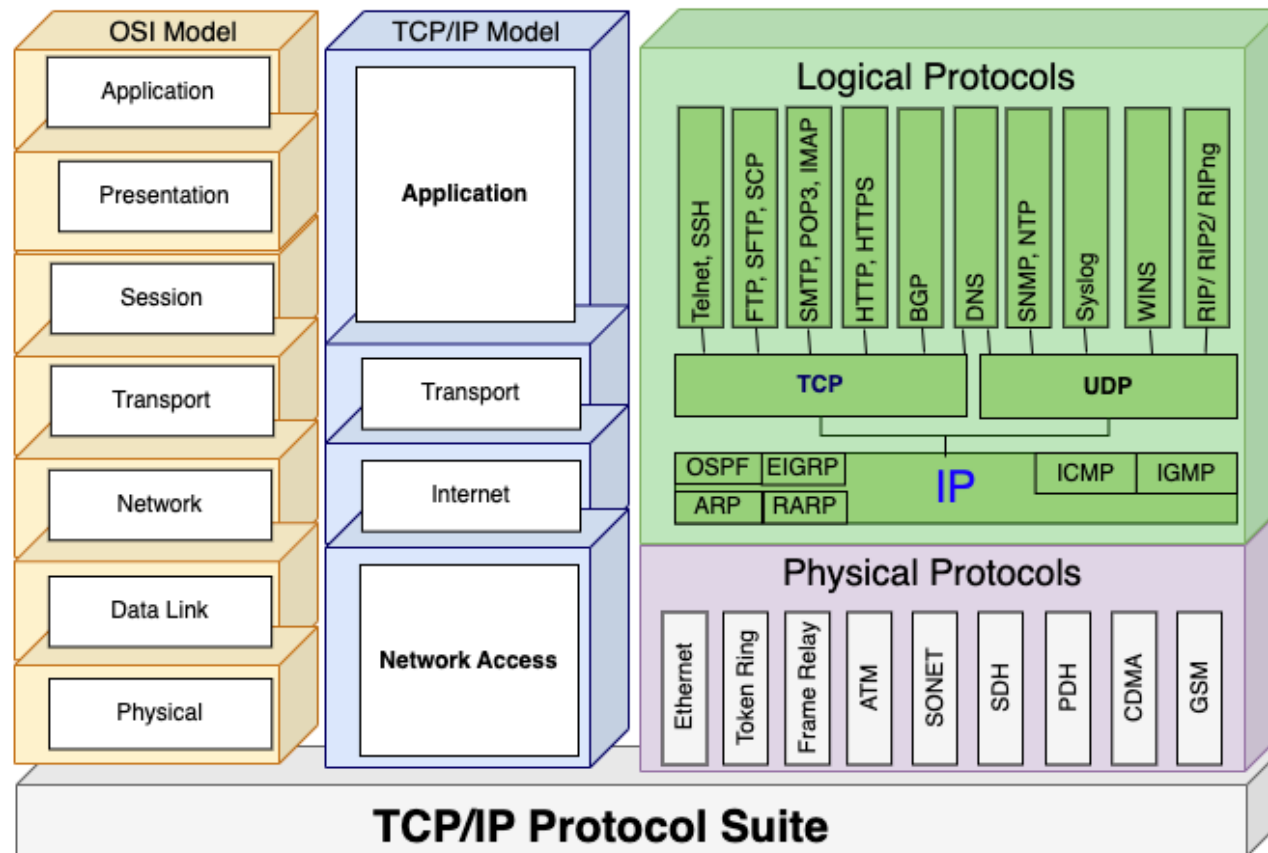 OSI Model
Application
Presentation
Session
Transport
Network
Data Link
Physical
TCP/IP Model
Application
Transport
Internet
Network Access
Logical Protocols
Telnet, SSH
FTP, SFTP, SCP
SMTP, POP3, IMAP
HTTP, HTTPS
BGP
DNS
SNMP, NTP
Syslog
WINS
RIP/ RIP2/ RIPng
TCP
UDP
OSPF
EIGRP
IP
ICMP
IGMP
ARP
RARP
Physical Protocols
Ethernet
Token Ring
Frame Relay
ATM
SONET
SDH
PDH
CDMA
GSM
TCP/IP Protocol Suite